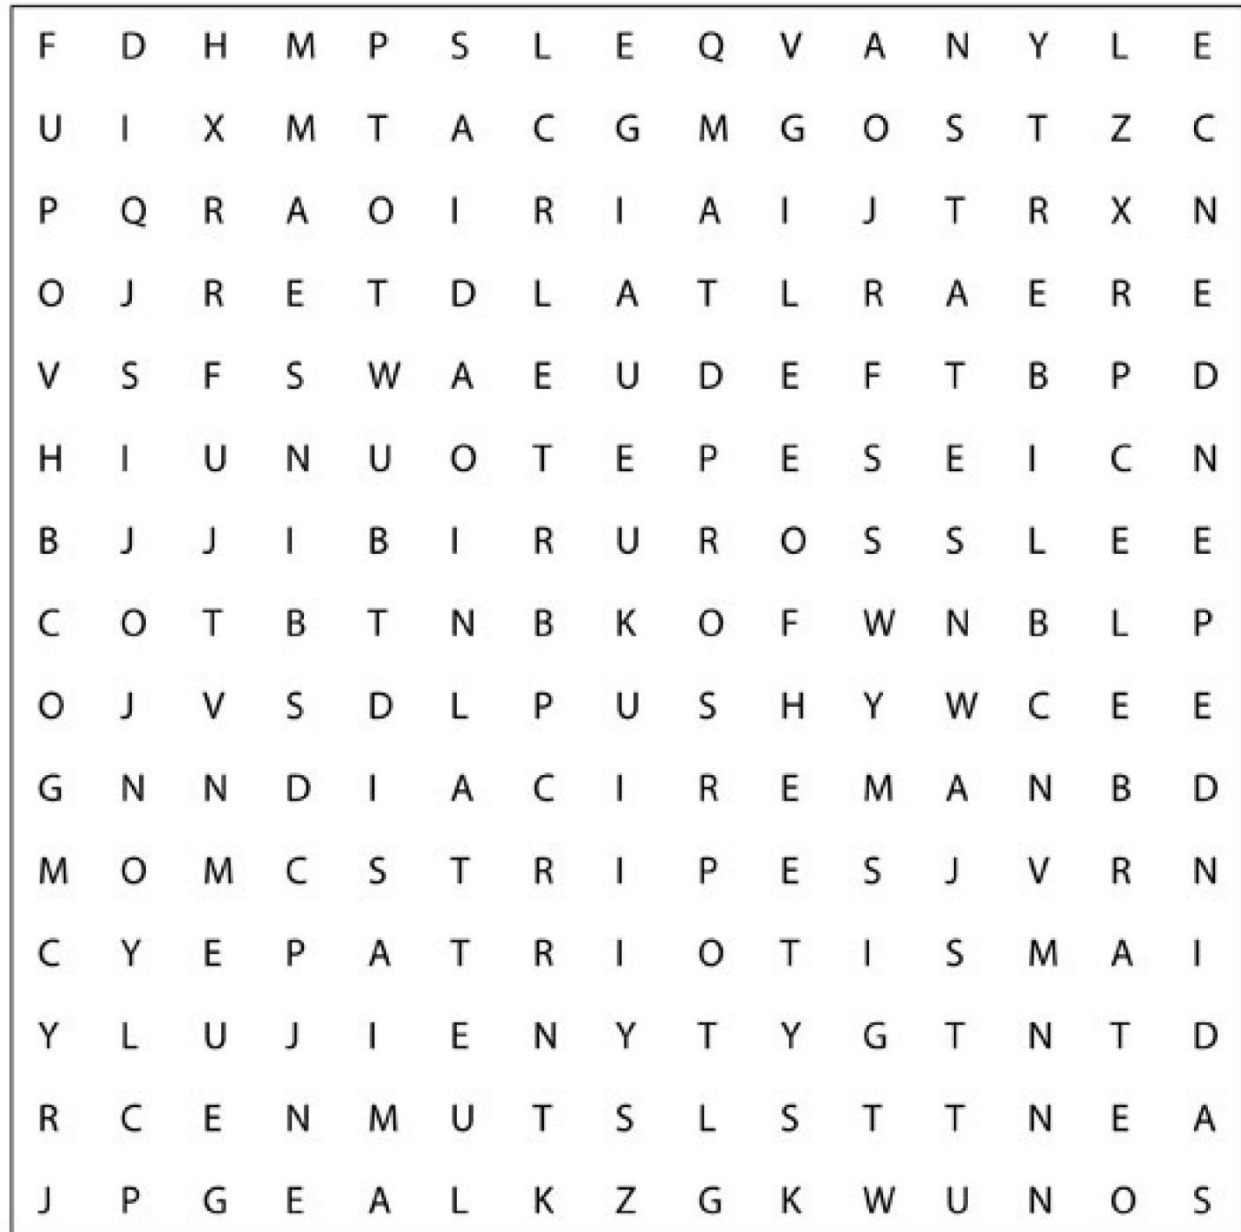 F D H M P S L E Q V A N Y L E
U I X M T A C G M G O S T Z C
P Q R A O I R I A I J T R X N
O J R E T D L A T L R A E R E
V S F S W A E U D E F T B P D
H I U N U O T E P E S E I C N
B J J I B I R U R O S S L E E
C O T B T N B K O F W N B L P
O J V S D L P U S H Y W C E E
G N N D I A C I R E M A N B D
M O M C S T R I P E S J V R N
C Y E P A T R I O T I S M A I
Y L U J I E N Y T Y G T N T D
R C E N M U T S L S T T N E A
J P G E A L K Z G K W U N O S